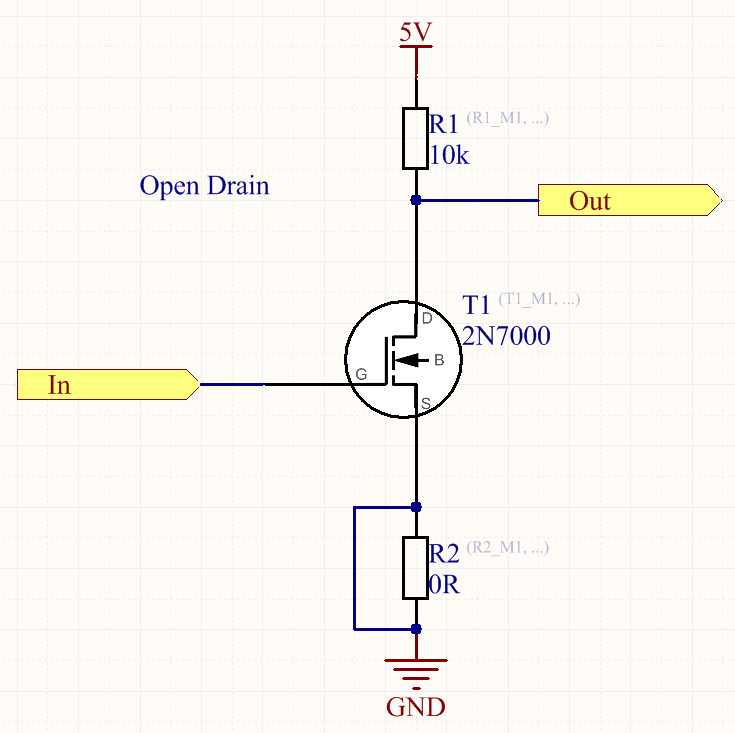 5V
R1 (R1_M1, ...)
10k
Open Drain
Out
T1 (T1_M1, ...)
2N7000
D
B
G
S
In
R2 (R2_M1, ...)
0R
GND